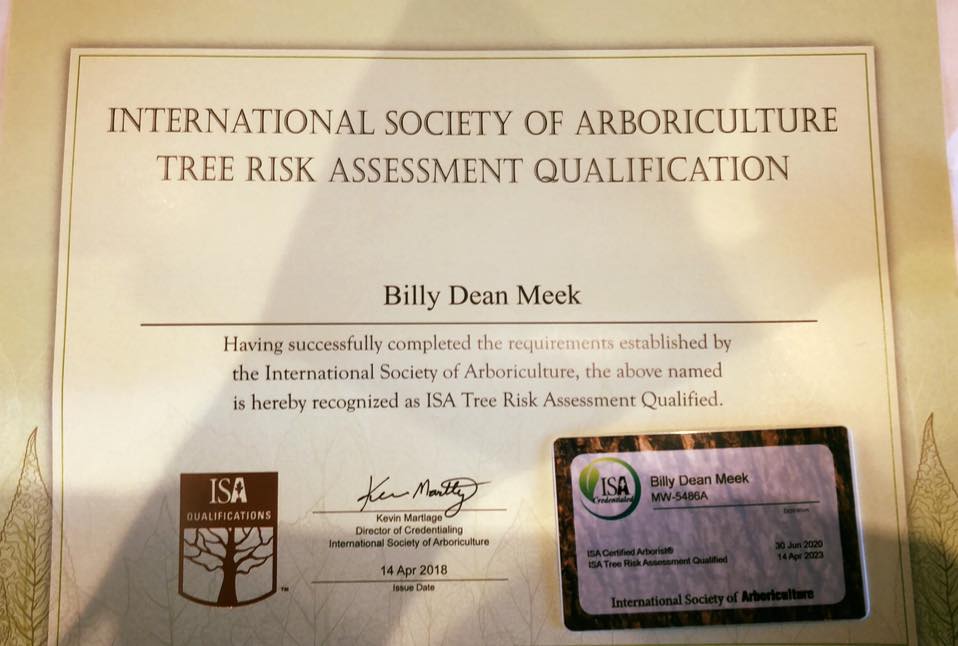 INTERNATIONAL SOCIETY OF ARBORICULTURE
TREE RISK ASSESSMENT QUALIFICATION
Billy Dean Meek
Having successfully completed the requirements established by
the International Society of Arboriculture, the above named
is hereby recognized as ISA Tree Risk Assessment Qualified.
ISA
QUALIFICATIONS
™
Kevin Martlage
Director of Credentialing
International Society of Arboriculture
14 Apr 2018
Issue Date
ISA
Credentialed
Billy Dean Meek
MW-5486A
Expiration
ISA Certified Arborist® 30 Jun 2020
ISA Tree Risk Assessment Qualified 14 Apr 2023
International Society of Arboriculture